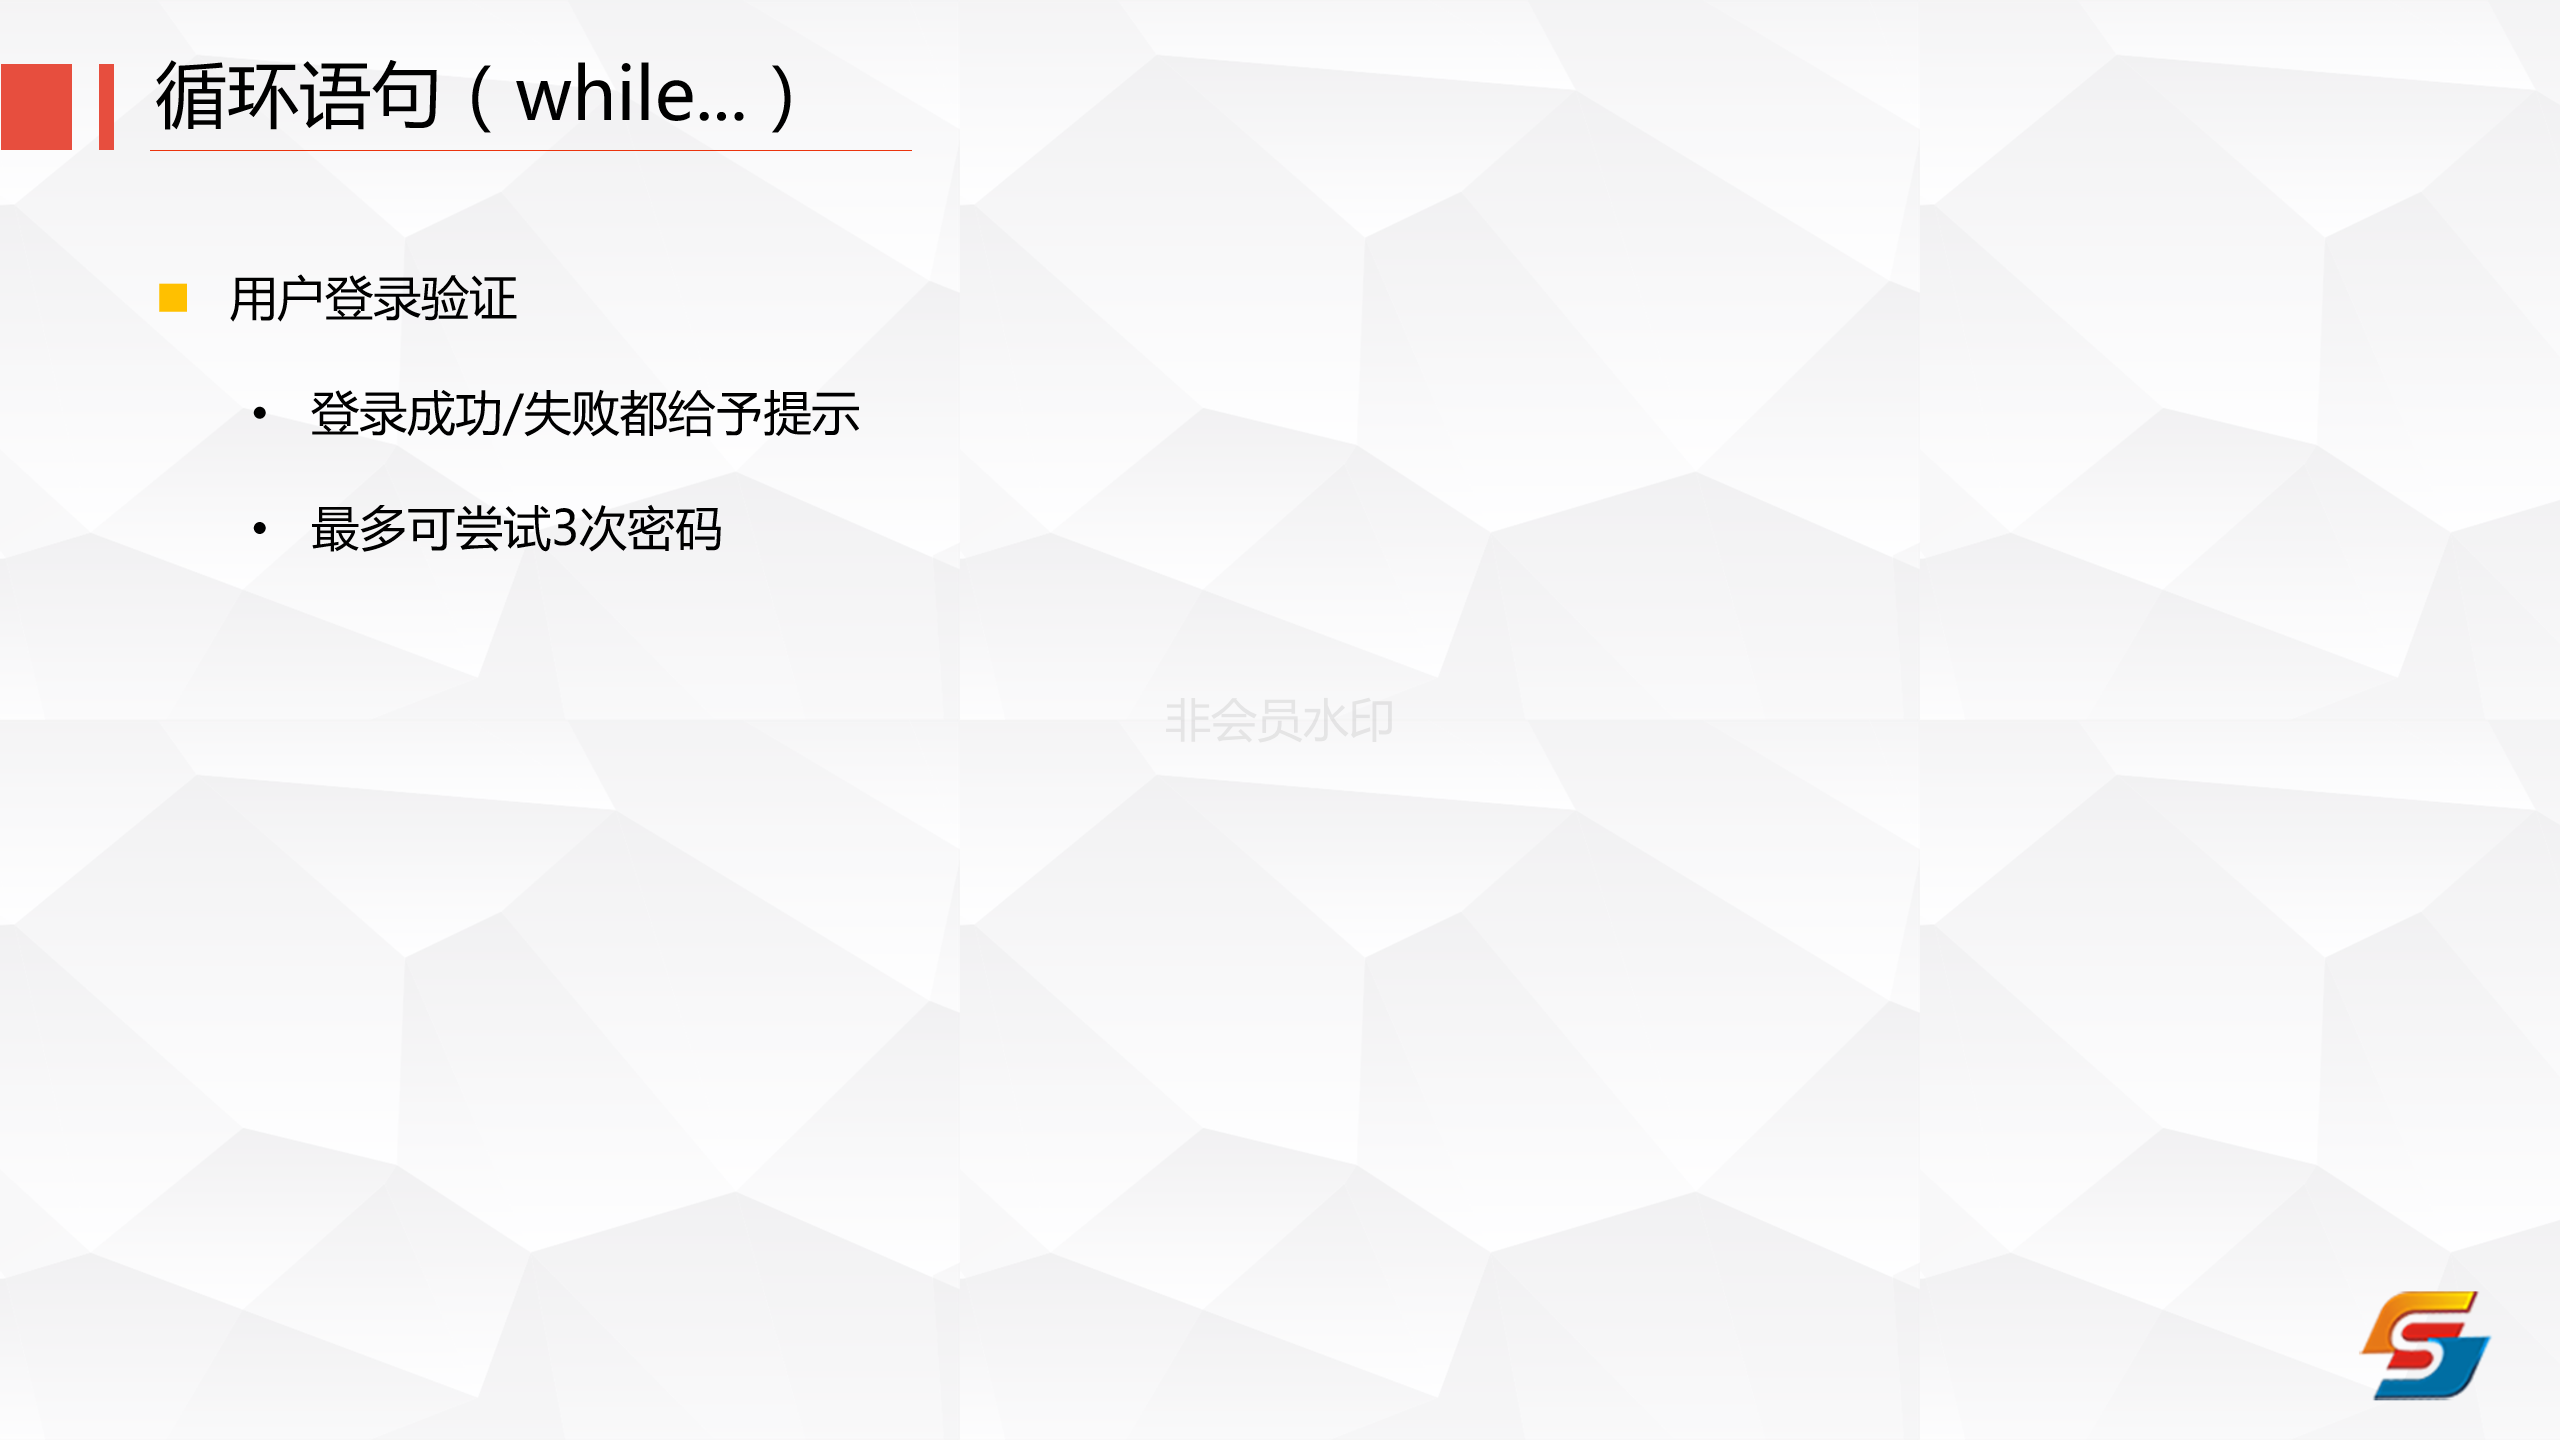 循环语句（while...）
用户登录验证
登录成功/失败都给予提示
最多可尝试3次密码
非会员水印